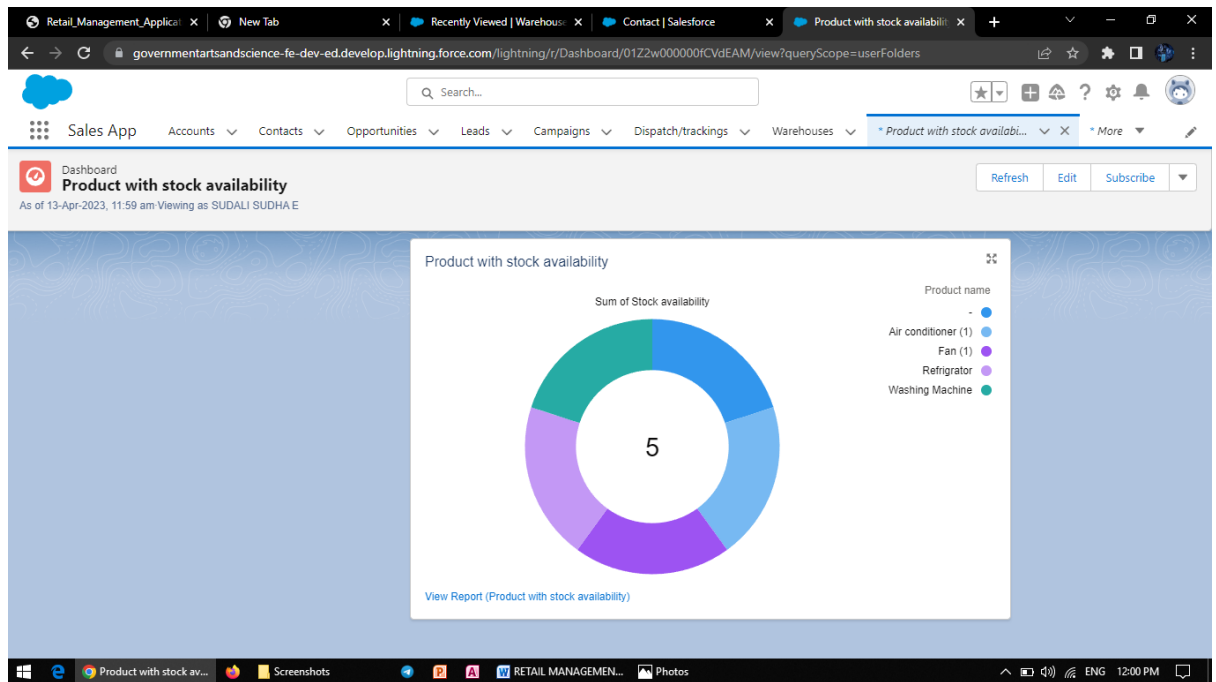 Retail_Management_Applicat
New Tab
Recently Viewed | Warehouse
Contact | Salesforce
Product with stock availabilit
governmentartsandscience-fe-dev-ed.develop.lightning.force.com/lightning/r/Dashboard/01Z2w000000fCVdEAM/view?queryScope=userFolders
Search...
Sales App Accounts Contacts Opportunities Leads Campaigns Dispatch/trackings Warehouses * Product with stock availabi... * More
Dashboard
Product with stock availability
As of 13-Apr-2023, 11:59 am·Viewing as SUDALI SUDHA E
Refresh Edit Subscribe
Product with stock availability
Sum of Stock availability
Product name
-
Air conditioner (1)
Fan (1)
Refrigrator
Washing Machine
5
View Report (Product with stock availability)
Product with stock av... Screenshots RETAIL MANAGEMEN... Photos ENG 12:00 PM